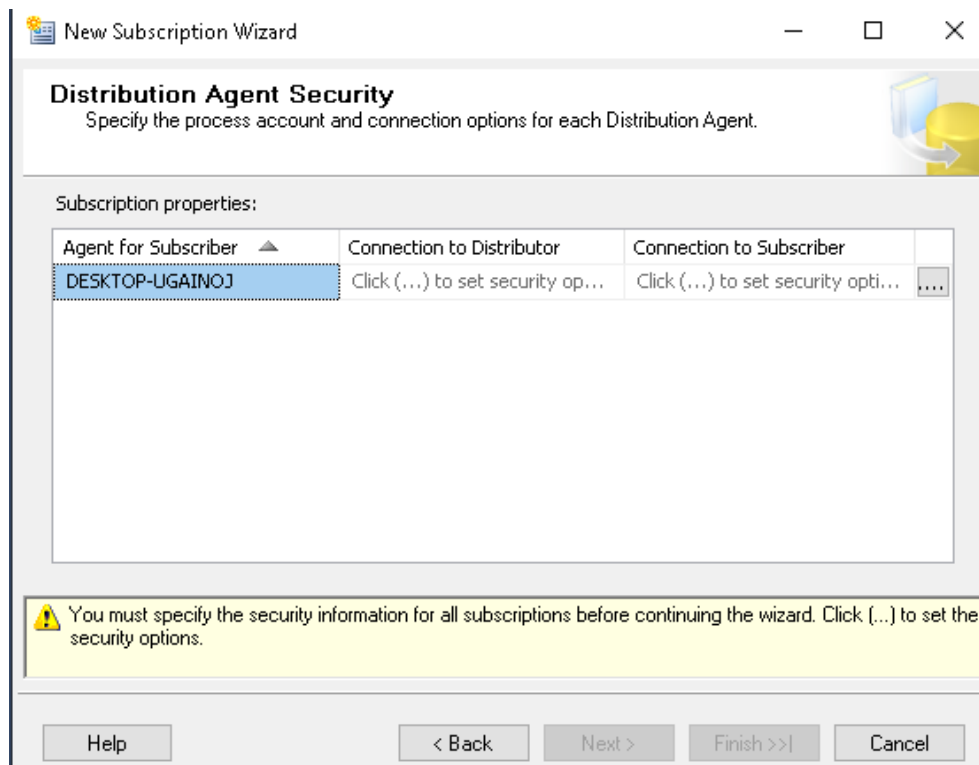 New Subscription Wizard
Distribution Agent Security
Specify the process account and connection options for each Distribution Agent.
Subscription properties:
Agent for Subscriber Connection to Distributor Connection to Subscriber
DESKTOP-UGAINOJ Click (...) to set security op... Click (...) to set security opti... ....
You must specify the security information for all subscriptions before continuing the wizard. Click (...) to set the
security options.
Help < Back Next > Finish >>| Cancel